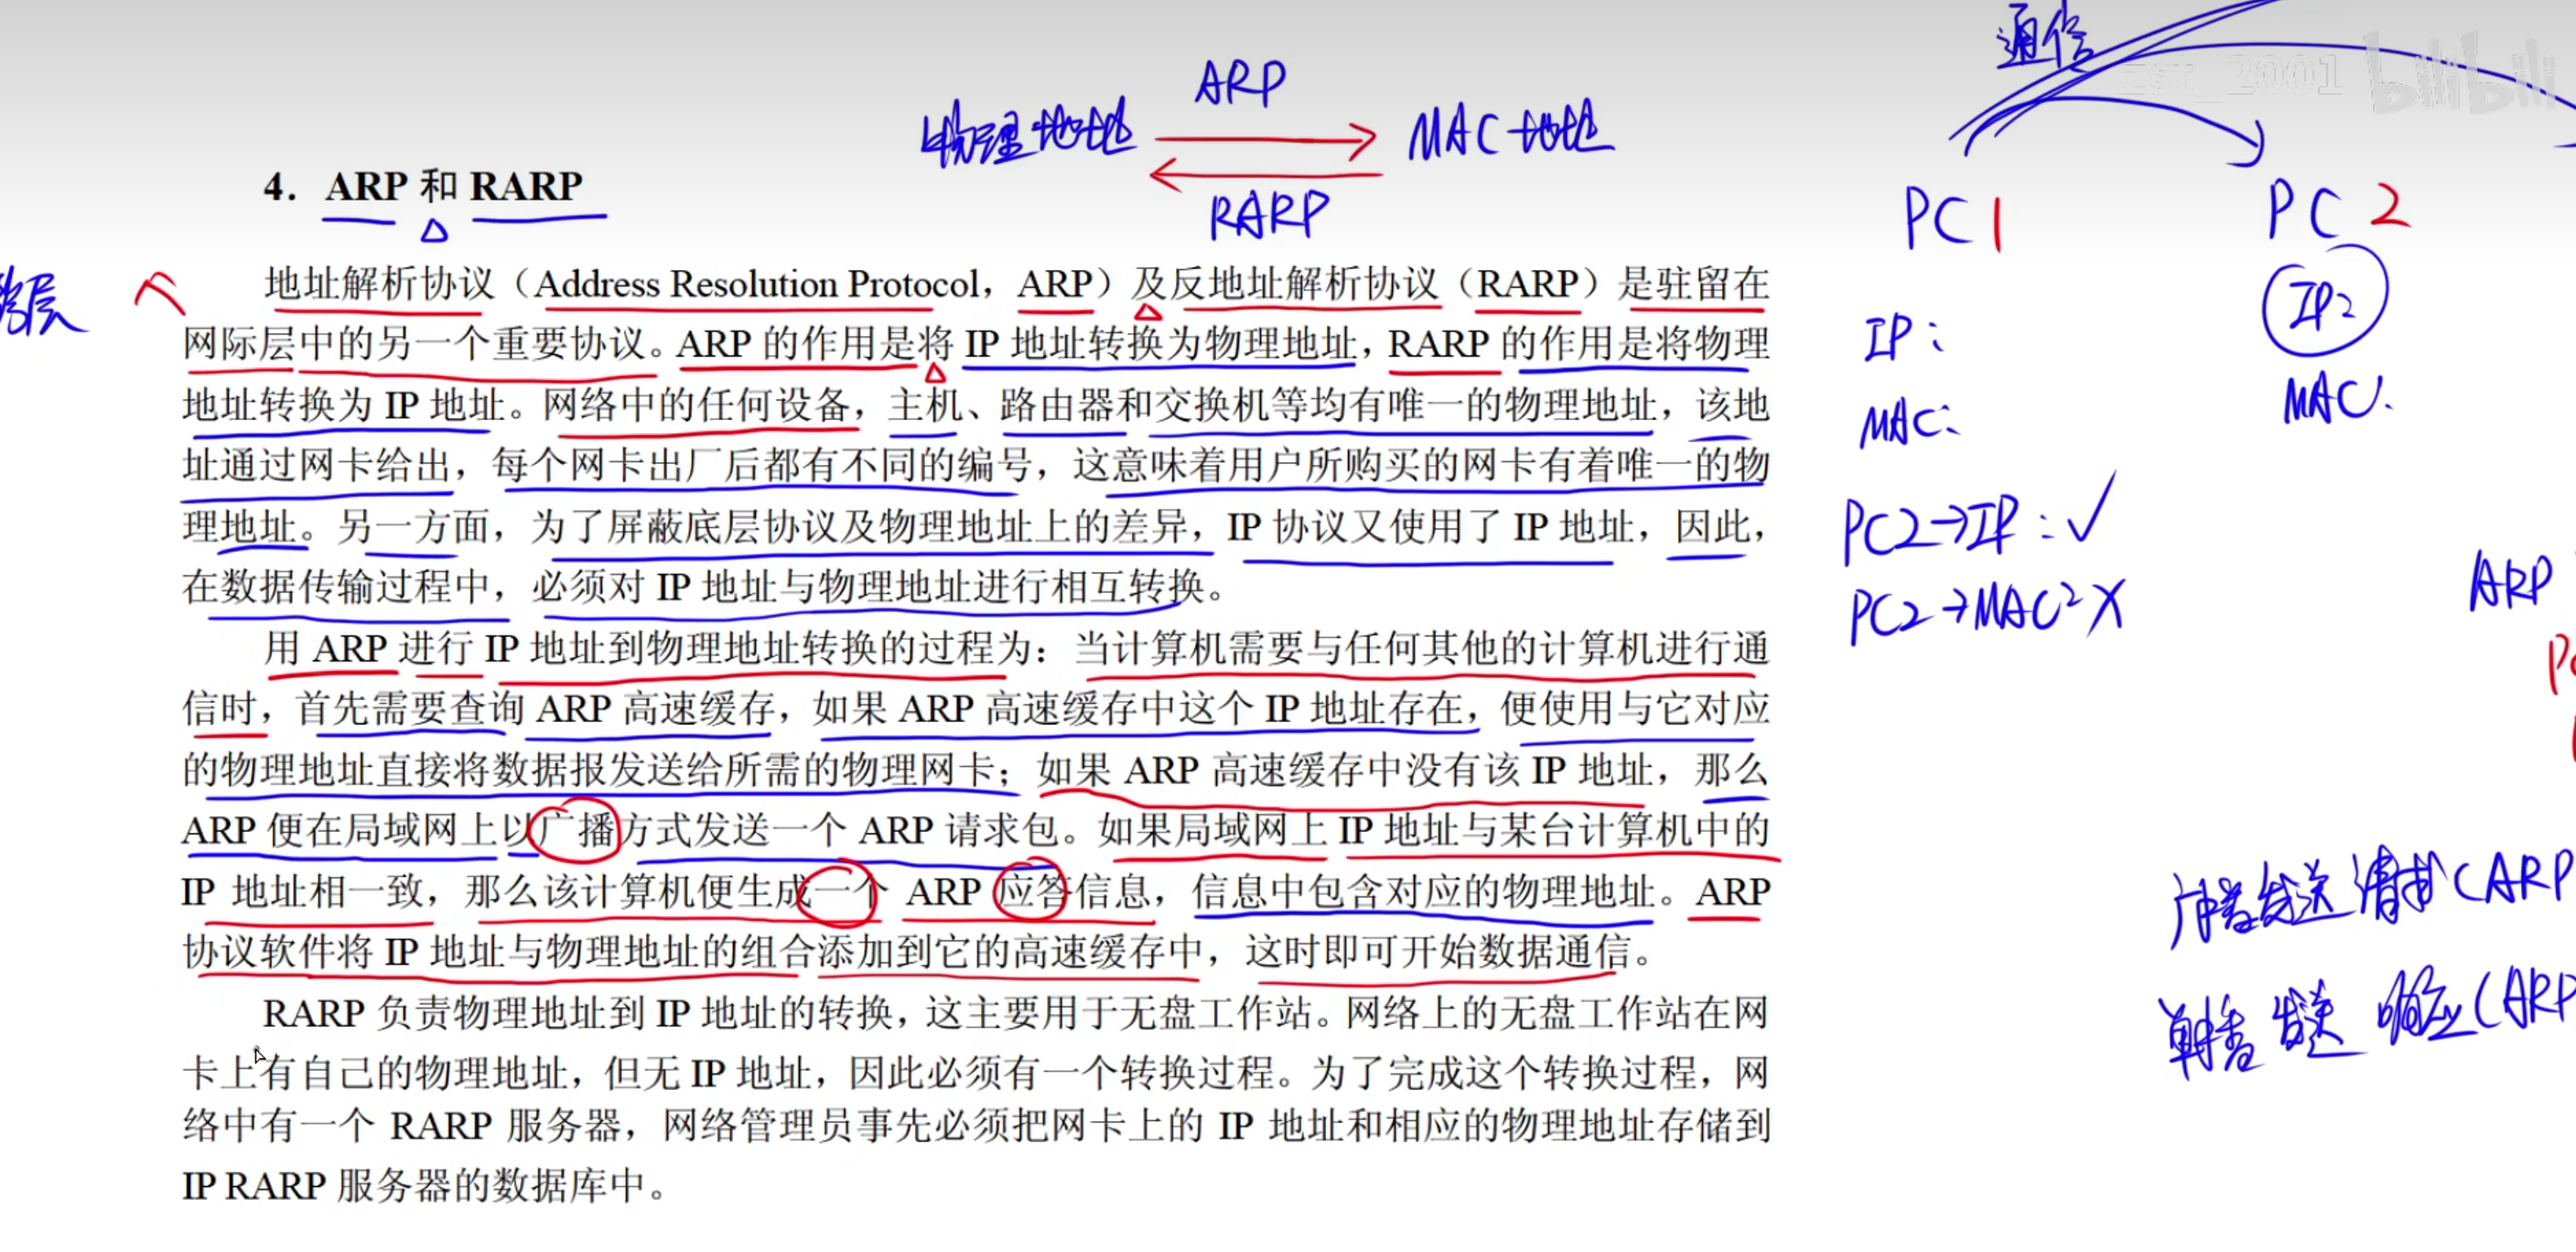 通信
Est_2001 bilibili
ARP
物理地址 MAC地址
RARP
4. ARP 和 RARP
PC1
PC2
地址解析协议（Address Resolution Protocol，ARP）及反地址解析协议（RARP）是驻留在
网际层中的另一个重要协议。ARP 的作用是将 IP 地址转换为物理地址，RARP 的作用是将物理
地址转换为 IP 地址。网络中的任何设备，主机、路由器和交换机等均有唯一的物理地址，该地
址通过网卡给出，每个网卡出厂后都有不同的编号，这意味着用户所购买的网卡有着唯一的物
理地址。另一方面，为了屏蔽底层协议及物理地址上的差异，IP 协议又使用了 IP 地址，因此，
在数据传输过程中，必须对 IP 地址与物理地址进行相互转换。
用 ARP 进行 IP 地址到物理地址转换的过程为：当计算机需要与任何其他的计算机进行通
信时，首先需要查询 ARP 高速缓存，如果 ARP 高速缓存中这个 IP 地址存在，便使用与它对应
的物理地址直接将数据报发送给所需的物理网卡；如果 ARP 高速缓存中没有该 IP 地址，那么
ARP 便在局域网上以广播方式发送一个 ARP 请求包。如果局域网上 IP 地址与某台计算机中的
IP 地址相一致，那么该计算机便生成一个 ARP 应答信息，信息中包含对应的物理地址。ARP
协议软件将 IP 地址与物理地址的组合添加到它的高速缓存中，这时即可开始数据通信。
RARP 负责物理地址到 IP 地址的转换，这主要用于无盘工作站。网络上的无盘工作站在网
卡上有自己的物理地址，但无 IP 地址，因此必须有一个转换过程。为了完成这个转换过程，网
络中有一个 RARP 服务器，网络管理员事先必须把网卡上的 IP 地址和相应的物理地址存储到
IP RARP 服务器的数据库中。
IP：
MAC：
IP2
MAC：
PC2→IP：✓
PC2→MAC²X
ARP
广播发送请求（ARP
单播 发送 响应（ARP